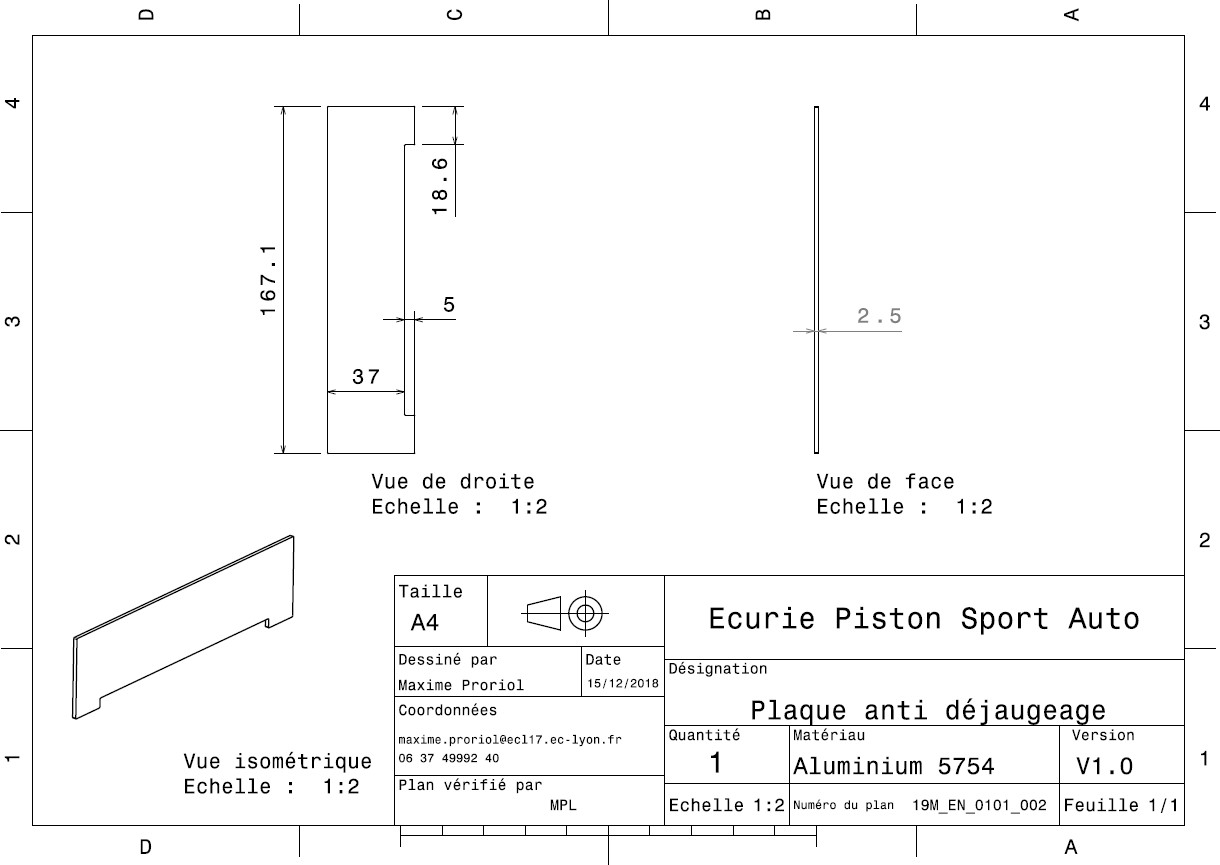 D C B A
4 4
18.6
167.1
5
3 3
2.5
37
Vue de droite
Echelle : 1:2
Vue de face
Echelle : 1:2
2 2
Taille
A4
Ecurie Piston Sport Auto
Dessiné par
Maxime Proriol
Date
15/12/2018
Désignation
Plaque anti déjaugeage
Coordonnées
maxime.proriol@ecl17.ec-lyon.fr
06 37 49992 40
Quantité
1
Matériau
Aluminium 5754
Version
V1.0
Vue isométrique
Echelle : 1:2
1 1
Plan vérifié par
MPL
Echelle 1:2
Numéro du plan 19M_EN_0101_002
Feuille 1/1
D A